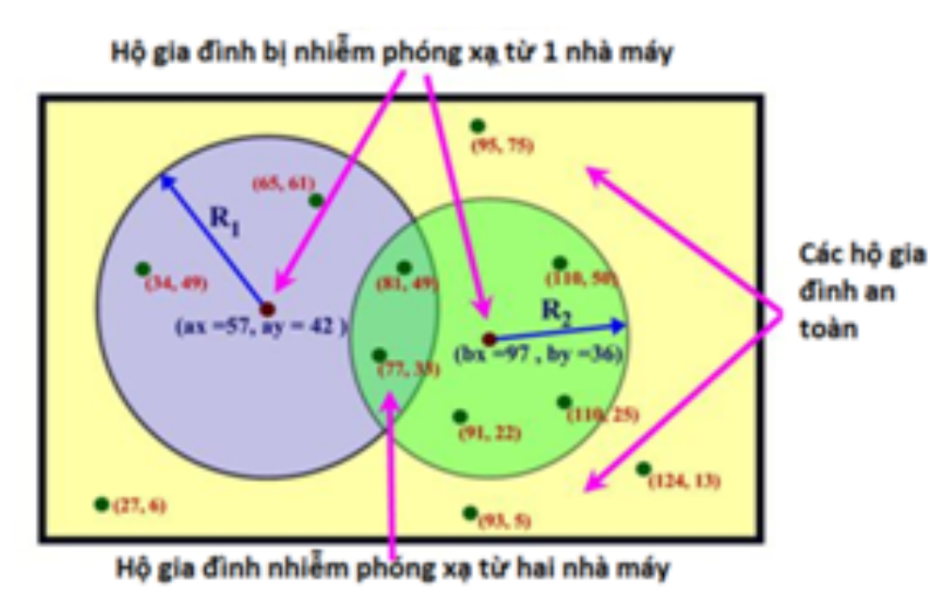 Hộ gia đình bị nhiễm phóng xạ từ 1 nhà máy
(95, 75)
(65, 61)
R1
(34, 49)
(81, 49)
(110, 50)
Các hộ gia
đình an
toàn
R2
(ax =57, ay = 42 )
(bx =97 , by =36)
(77, 33)
(91, 22)
(110, 25)
(124, 13)
(27, 6)
(93, 5)
Hộ gia đình nhiễm phóng xạ từ hai nhà máy